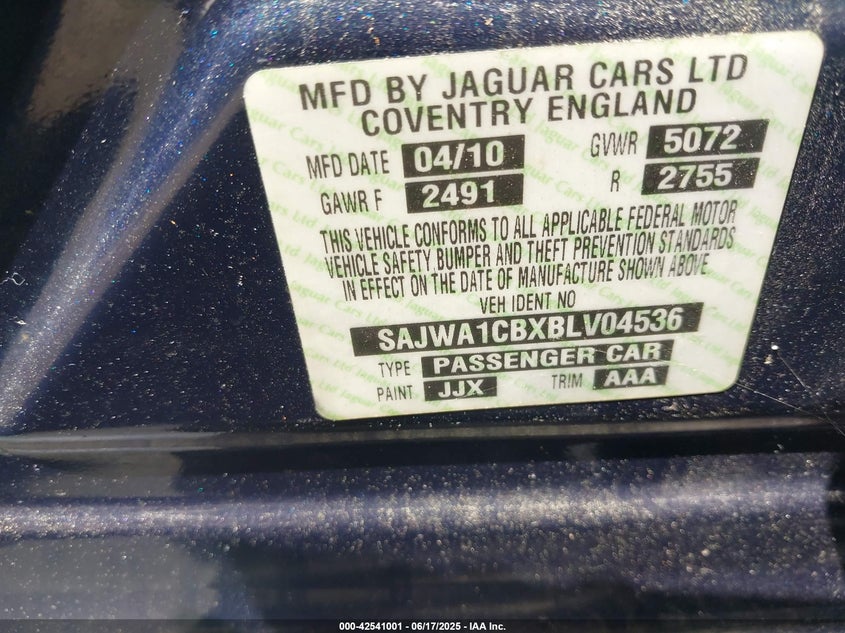 MFD BY JAGUAR CARS LTD
COVENTRY ENGLAND
MFD DATE 04/10 GVWR 5072
GAWR F 2491 R 2755
THIS VEHICLE CONFORMS TO ALL APPLICABLE FEDERAL MOTOR
VEHICLE SAFETY BUMPER AND THEFT PREVENTION STANDARDS
IN EFFECT ON THE DATE OF MANUFACTURE SHOWN ABOVE
VEH IDENT NO
SAJWA1CBXBLV04536
TYPE PASSENGER CAR
PAINT JJX TRIM AAA
000-42541001 - 06/17/2025 - IAA Inc.